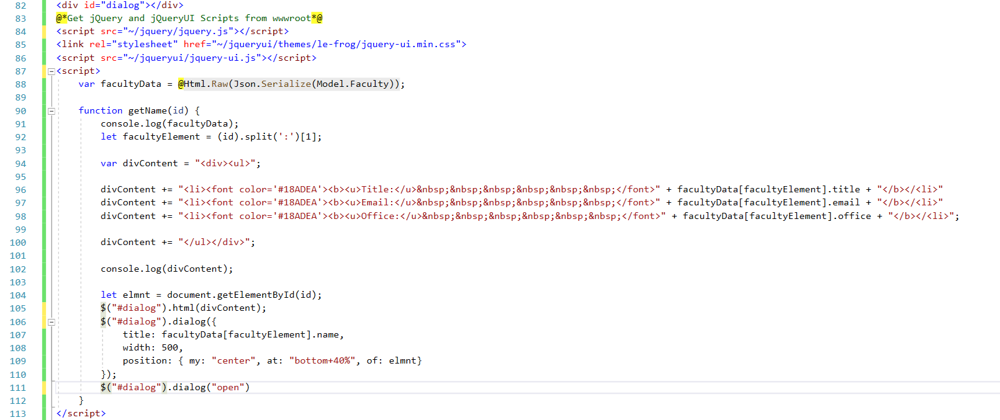 82 <div id="dialog"></div>
83 @*Get jQuery and jQueryUI Scripts from wwwroot*@
84 <script src="~/jquery/jquery.js"></script>
85 <link rel="stylesheet" href="~/jqueryui/themes/le-frog/jquery-ui.min.css">
86 <script src="~/jqueryui/jquery-ui.js"></script>
87 <script>
88 var facultyData = @Html.Raw(Json.Serialize(Model.Faculty));
89
90 function getName(id) {
91 console.log(facultyData);
92 let facultyElement = (id).split(':')[1];
93
94 var divContent = "<div><ul>";
95
96 divContent += "<li><font color='#18ADEA'><b><u>Title:</u>&nbsp;&nbsp;&nbsp;&nbsp;&nbsp;&nbsp;</font>" + facultyData[facultyElement].title + "</b></<li>"
97 divContent += "<li><font color='#18ADEA'><b><u>Email:</u>&nbsp;&nbsp;&nbsp;&nbsp;&nbsp;&nbsp;</font>" + facultyData[facultyElement].email + "</b></<li>"
98 divContent += "<li><font color='#18ADEA'><b><u>Office:</u>&nbsp;&nbsp;&nbsp;&nbsp;&nbsp;&nbsp;</font>" + facultyData[facultyElement].office + "</b></<li>";
99
100 divContent += "</ul></div>";
101
102 console.log(divContent);
103
104 let elmnt = document.getElementById(id);
105 $("#dialog").html(divContent);
106 $("#dialog").dialog({
107 title: facultyData[facultyElement].name,
108 width: 500,
109 position: { my: "center", at: "bottom+40%", of: elmnt}
110 });
111 $("#dialog").dialog("open")
112 }
113 </script>